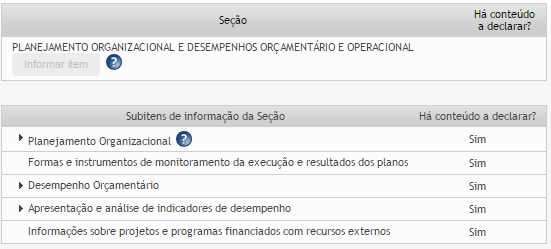 Seção
Há conteúdo
a declarar?
PLANEJAMENTO ORGANIZACIONAL E DESEMPENHOS ORÇAMENTÁRIO E OPERACIONAL
Informar item ?
Subitens de informação da Seção Há conteúdo a declarar?
Planejamento Organizacional ? Sim
Formas e instrumentos de monitoramento da execução e resultados dos planos Sim
Desempenho Orçamentário Sim
Apresentação e análise de indicadores de desempenho Sim
Informações sobre projetos e programas financiados com recursos externos Sim